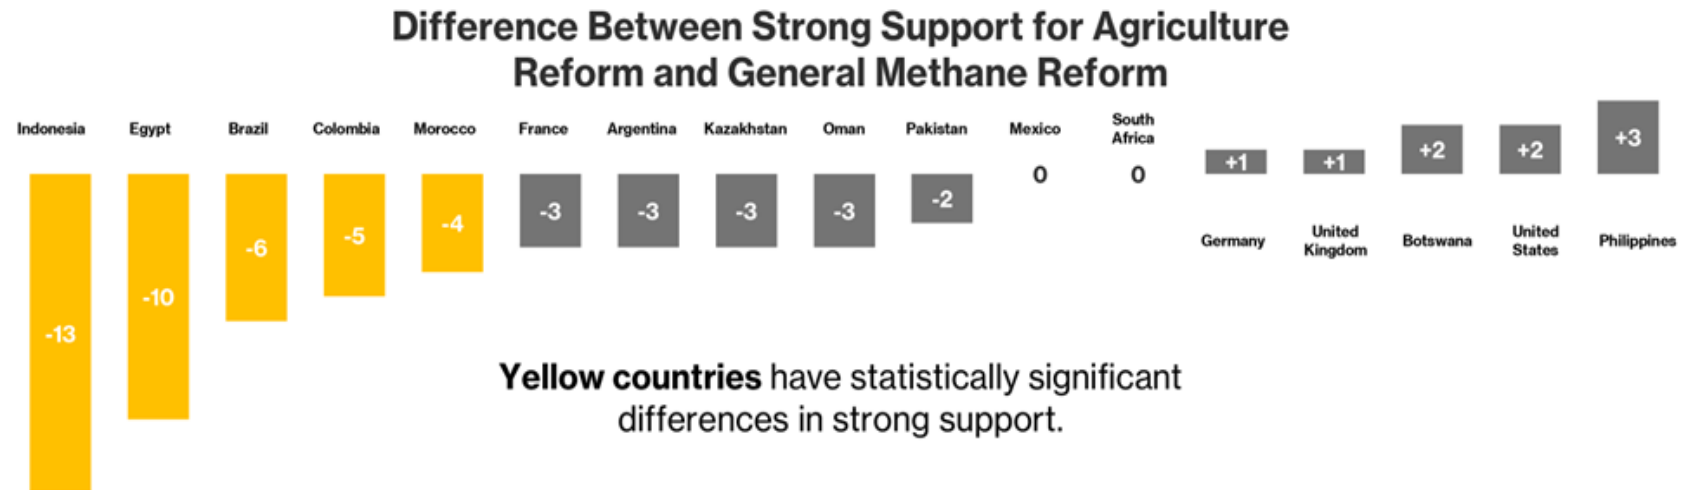 Difference Between Strong Support for Agriculture
Reform and General Methane Reform
Indonesia
Egypt
Brazil
Colombia
Morocco
France
Argentina
Kazakhstan
Oman
Pakistan
Mexico
South
Africa
-13
-10
-6
-5
-4
-3
-3
-3
-3
-2
0
0
+1
+1
+2
+2
+3
Germany
United
Kingdom
Botswana
United
States
Philippines
Yellow countries have statistically significant
differences in strong support.